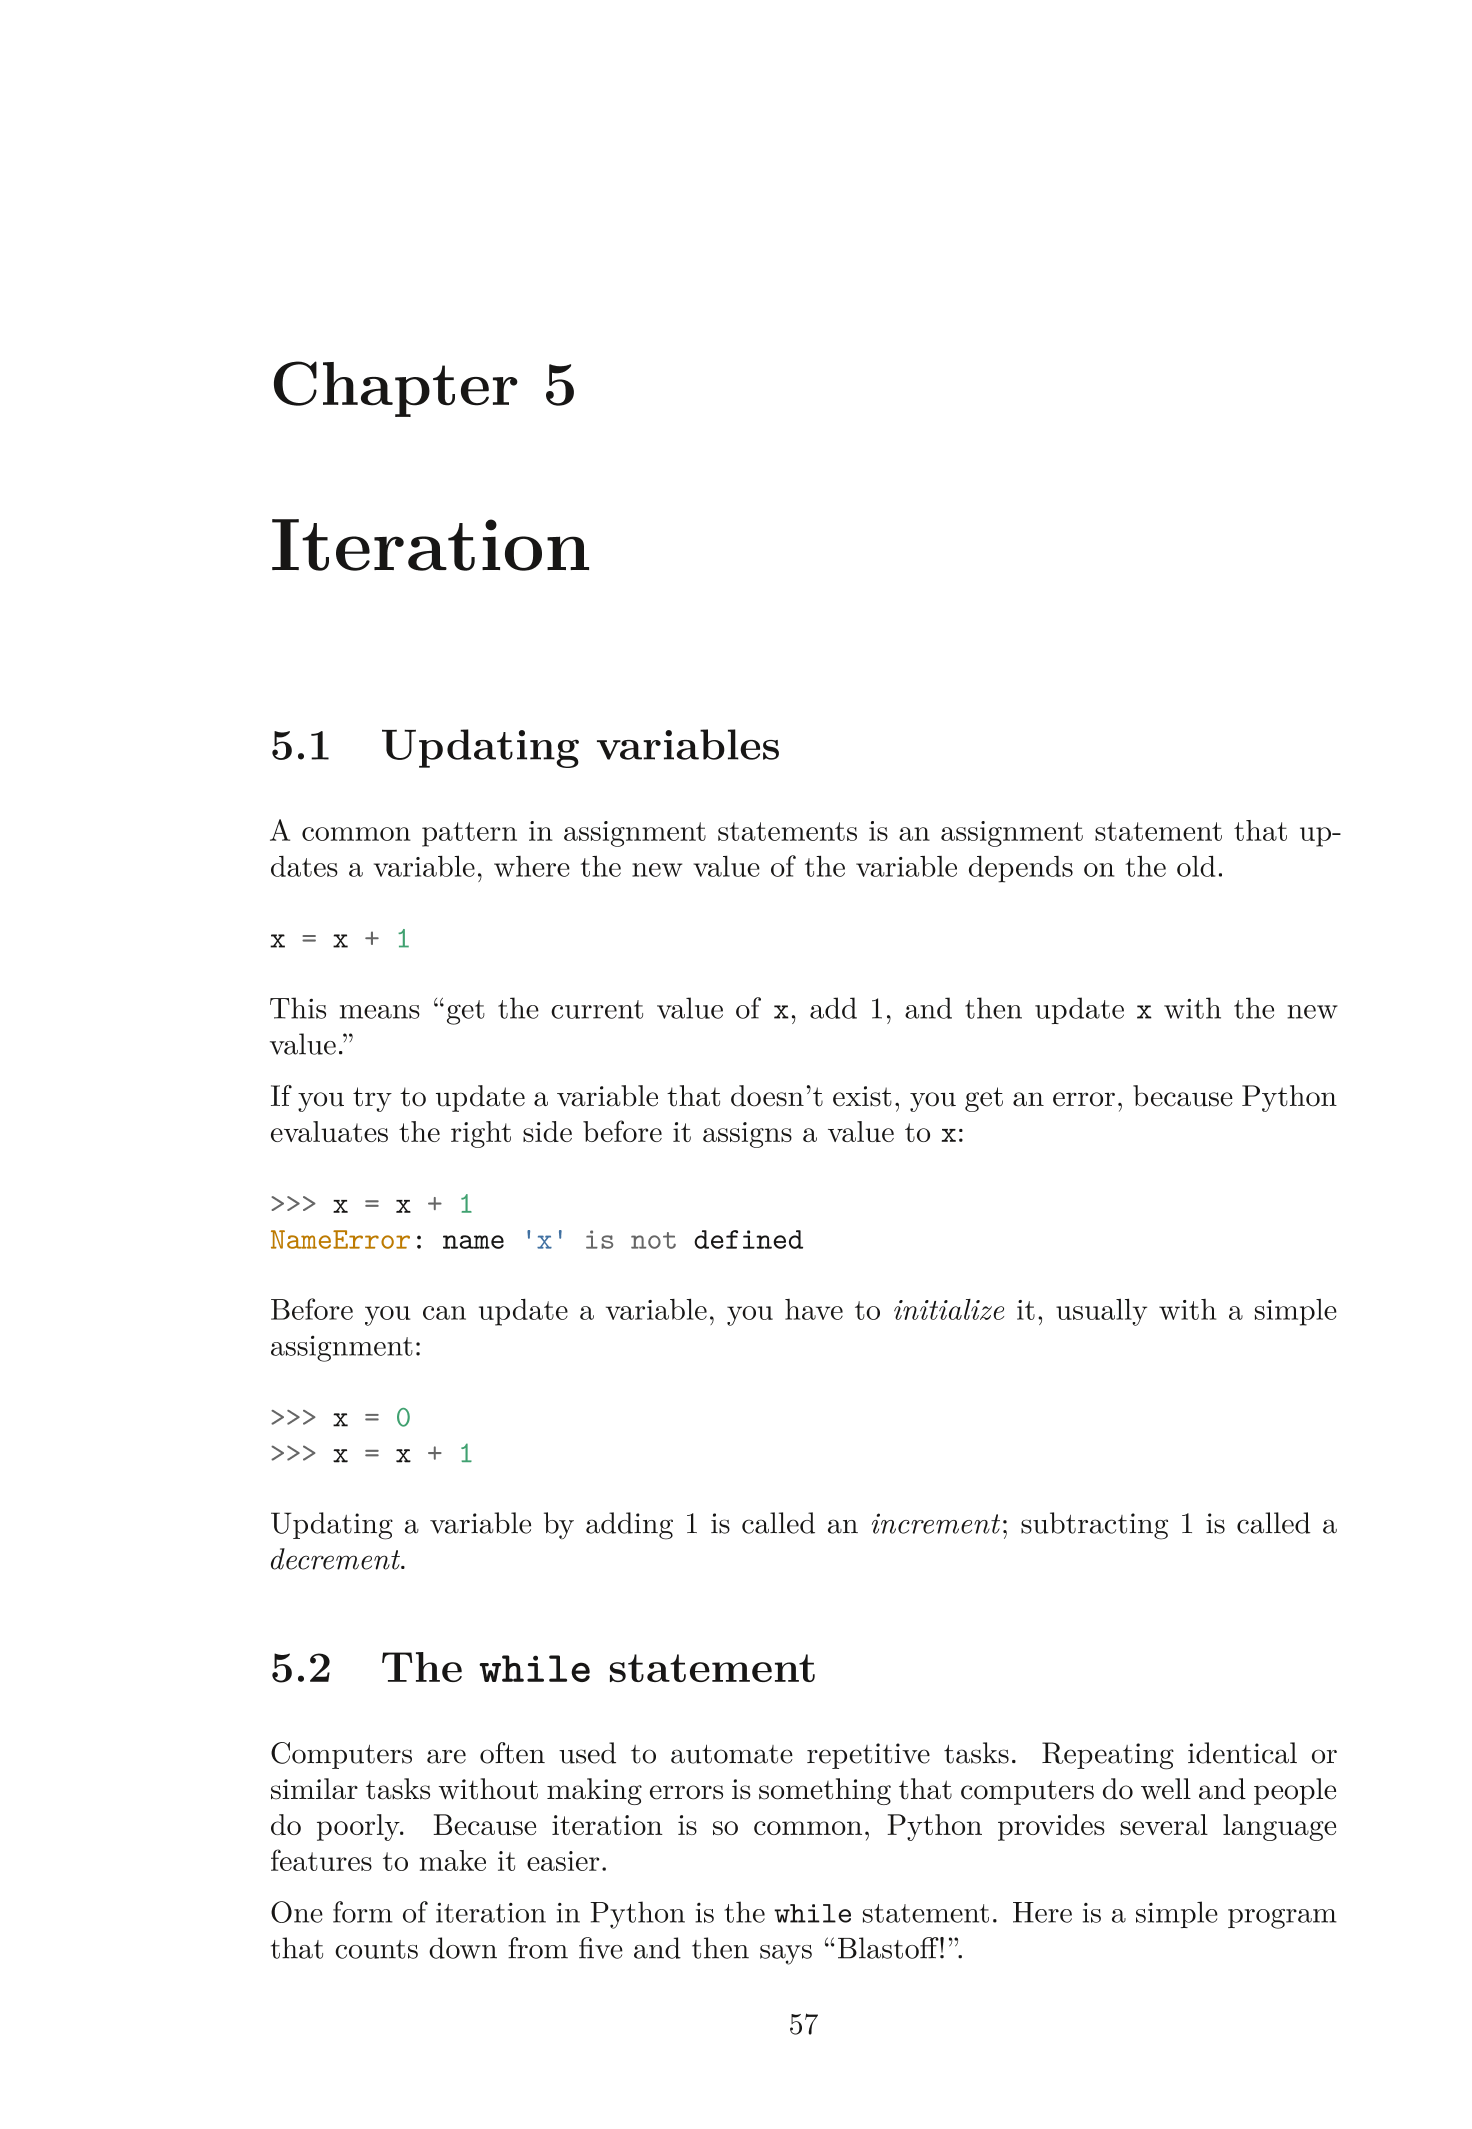 Chapter 5
Iteration
5.1 Updating variables
A common pattern in assignment statements is an assignment statement that up-
dates a variable, where the new value of the variable depends on the old.
x = x + 1
This means “get the current value of x, add 1, and then update x with the new
value.”
If you try to update a variable that doesn’t exist, you get an error, because Python
evaluates the right side before it assigns a value to x:
>>> x = x + 1
NameError: name 'x' is not defined
Before you can update a variable, you have to initialize it, usually with a simple
assignment:
>>> x = 0
>>> x = x + 1
Updating a variable by adding 1 is called an increment; subtracting 1 is called a
decrement.
5.2 The while statement
Computers are often used to automate repetitive tasks. Repeating identical or
similar tasks without making errors is something that computers do well and people
do poorly. Because iteration is so common, Python provides several language
features to make it easier.
One form of iteration in Python is the while statement. Here is a simple program
that counts down from five and then says “Blastoff!”.
57